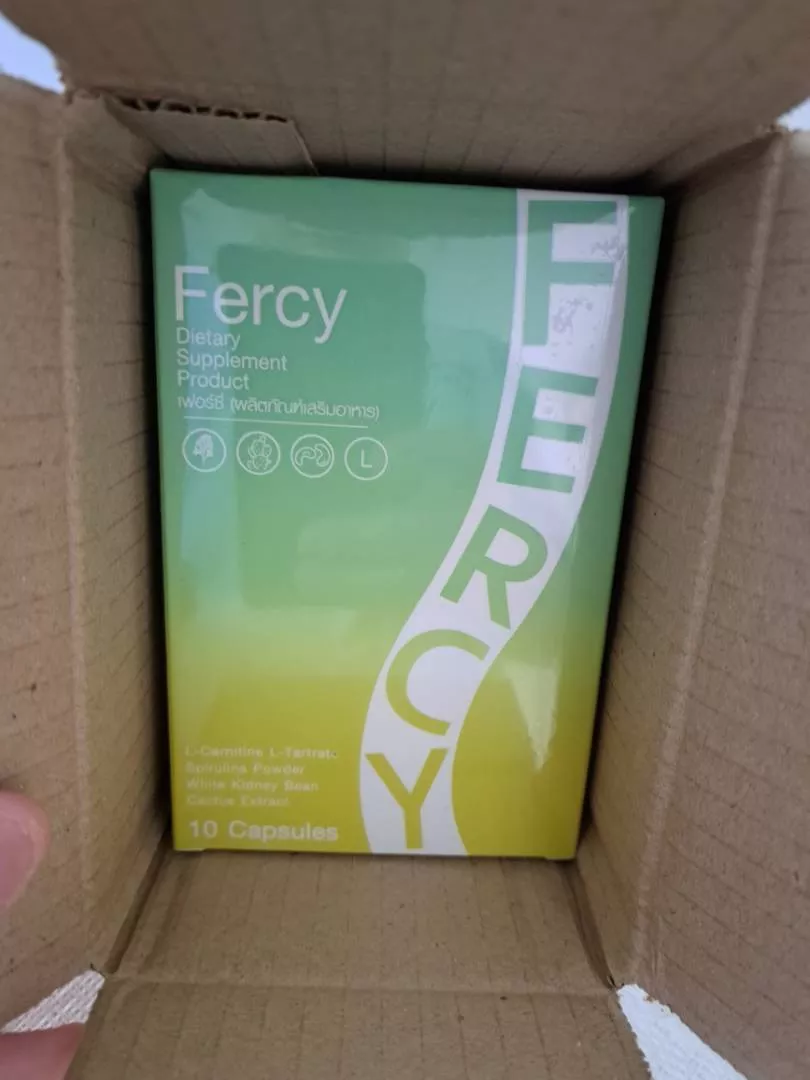 Fercy
Dietary
Supplement
Product
เฟอร์ซี่ (ผลิตภัณฑ์เสริมอาหาร)
L
FERCY
L-Carnitine L-Tartrate
Spirulina Powder
White Kidney Bean
Cactus Extract
10 Capsules